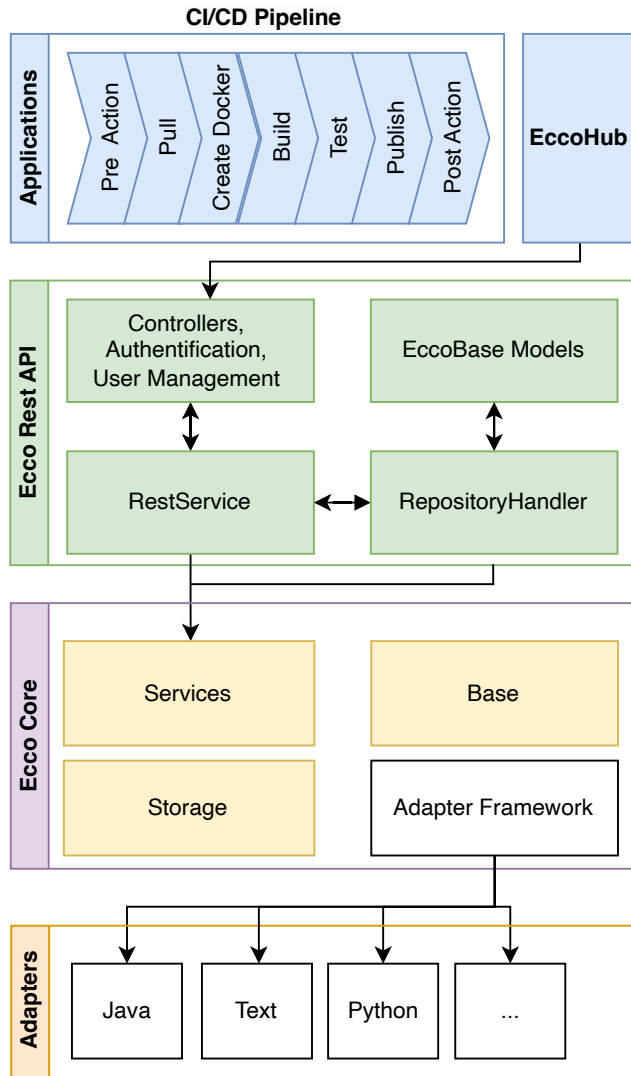 CI/CD Pipeline
Applications
Pre Action
Pull
Create Docker
Build
Test
Publish
Post Action
EccoHub
Ecco Rest API
Controllers,
Authentification,
User Management
EccoBase Models
RestService
RepositoryHandler
Ecco Core
Services
Base
Storage
Adapter Framework
Adapters
Java
Text
Python
...